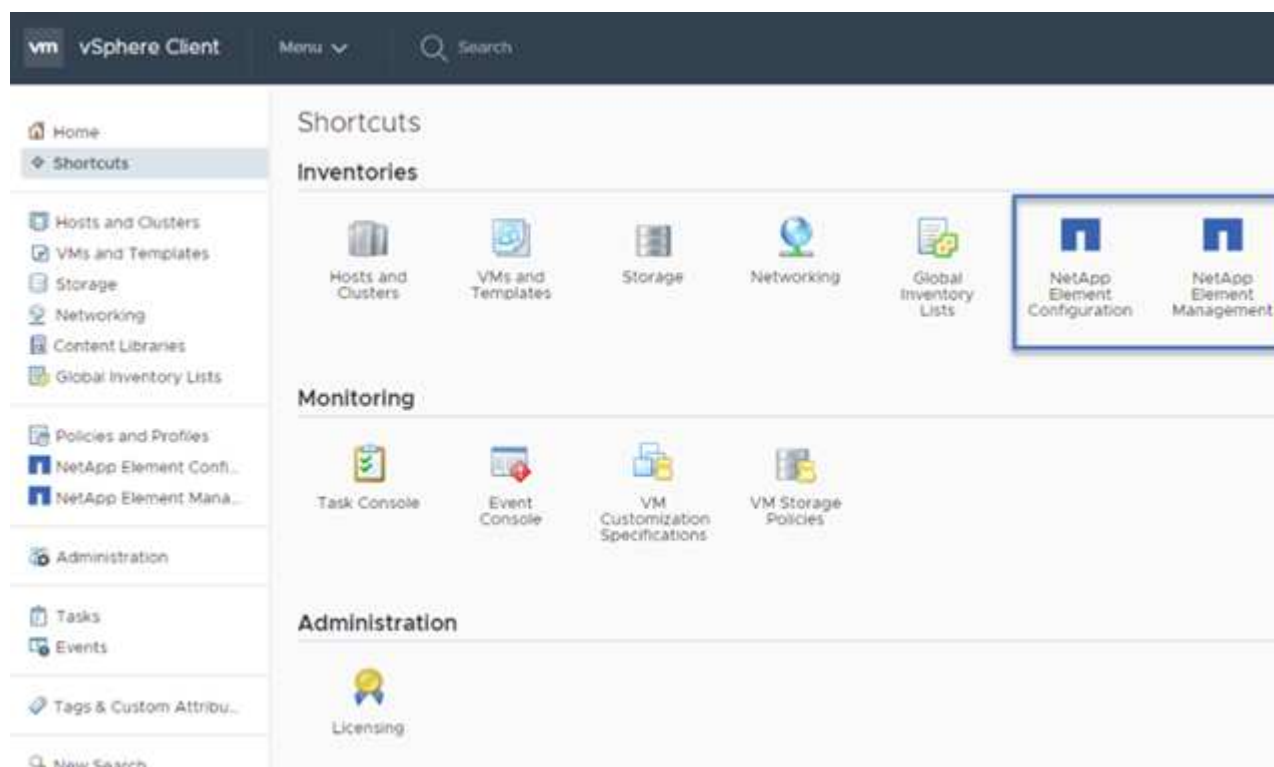 vm vSphere Client Menu Search
Home
Shortcuts
Hosts and Clusters
VMs and Templates
Storage
Networking
Content Libraries
Global Inventory Lists
Policies and Profiles
NetApp Element Confi...
NetApp Element Mana...
Administration
Tasks
Events
Tags & Custom Attribu...
New Search
Shortcuts
Inventories
Hosts and
Clusters
VMs and
Templates
Storage
Networking
Global
Inventory
Lists
NetApp
Element
Configuration
NetApp
Element
Management
Monitoring
Task Console
Event
Console
VM
Customization
Specifications
VM Storage
Policies
Administration
Licensing